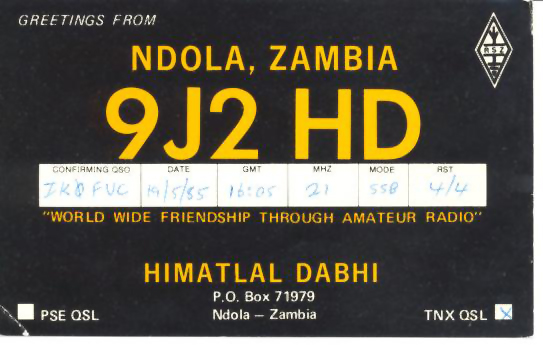 GREETINGS FROM
RSZ
NDOLA, ZAMBIA
9J2 HD
CONFIRMING QSO DATE GMT MHZ MODE RST
IKØFVC 19/5/85 16:05 21 SSB 4/4
"WORLD WIDE FRIENDSHIP THROUGH AMATEUR RADIO"
HIMATLAL DABHI
P.O. Box 71979
PSE QSL Ndola – Zambia TNX QSL X